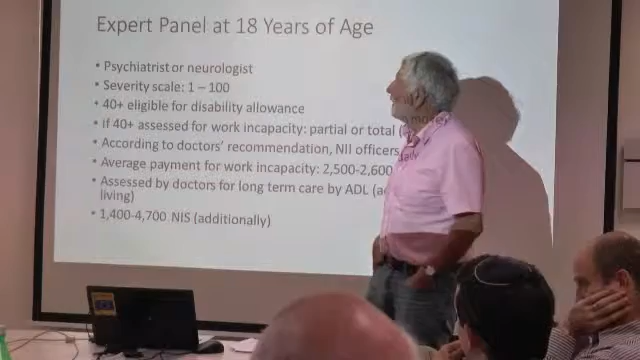 Expert Panel at 18 Years of Age
• Psychiatrist or neurologist
• Severity scale: 1 – 100
• 40+ eligible for disability allowance
• If 40+ assessed for work incapacity: partial or total (
• According to doctors' recommendation, NII officers
• Average payment for work incapacity: 2,500-2,600
• Assessed by doctors for long term care by ADL (
living)
• 1,400-4,700 NIS (additionally)